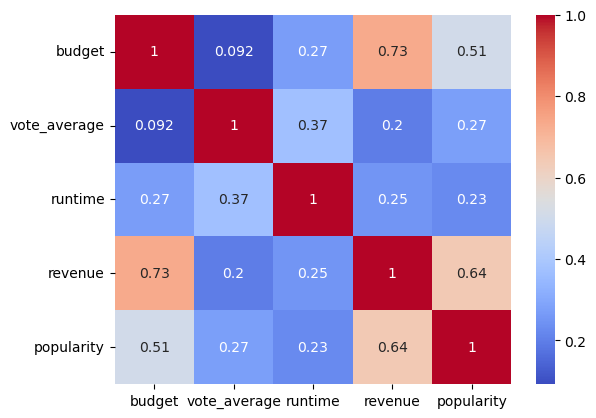 budget 1 0.092 0.27 0.73 0.51
vote_average 0.092 1 0.37 0.2 0.27
runtime 0.27 0.37 1 0.25 0.23
revenue 0.73 0.2 0.25 1 0.64
popularity 0.51 0.27 0.23 0.64 1
budget vote_average runtime revenue popularity
1.0
0.8
0.6
0.4
0.2